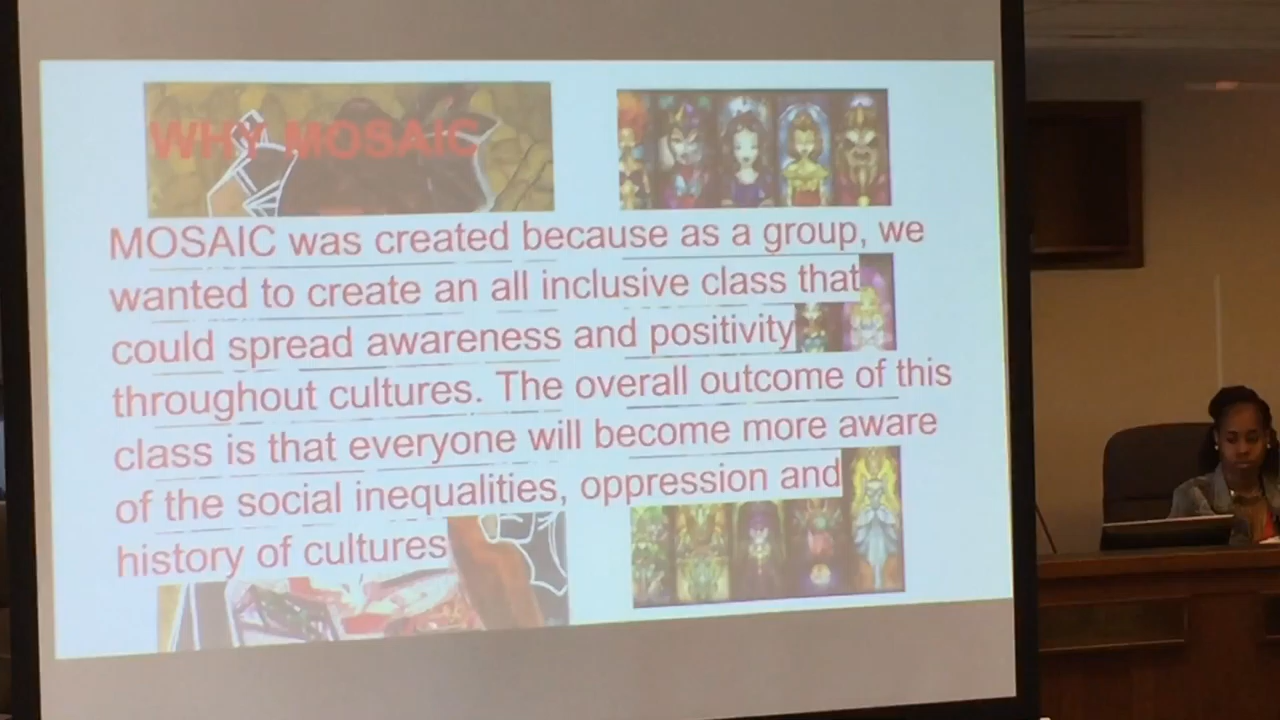 WHY MOSAIC
MOSAIC was created because as a group, we
wanted to create an all inclusive class that
could spread awareness and positivity
throughout cultures. The overall outcome of this
class is that everyone will become more aware
of the social inequalities, oppression and
history of cultures